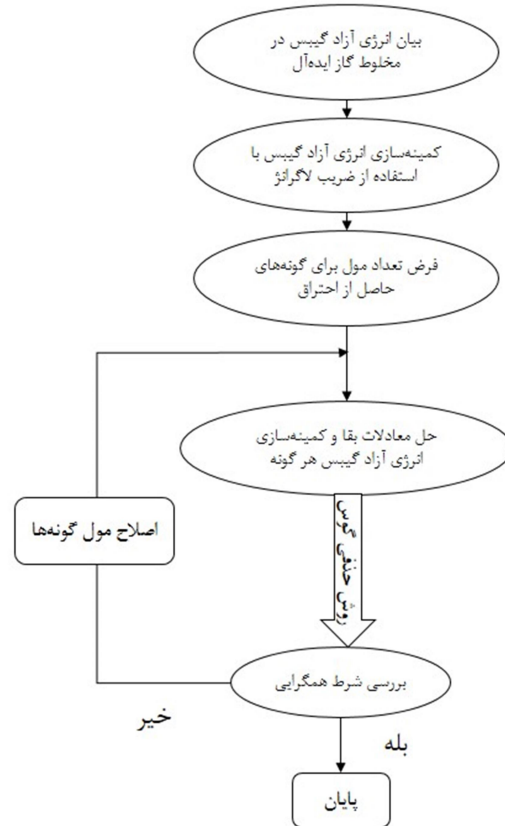 بیان انرژی آزاد گیبس در
مخلوط گاز ایده‌آل
کمینه‌سازی انرژی آزاد گیبس با
استفاده از ضریب لاگرانژ
فرض تعداد مول برای گونه‌های
حاصل از احتراق
حل معادلات بقا و کمینه‌سازی
انرژی آزاد گیبس هر گونه
روش حذفی گوس
اصلاح مول گونه‌ها
بررسی شرط همگرایی
خیر
بله
پایان